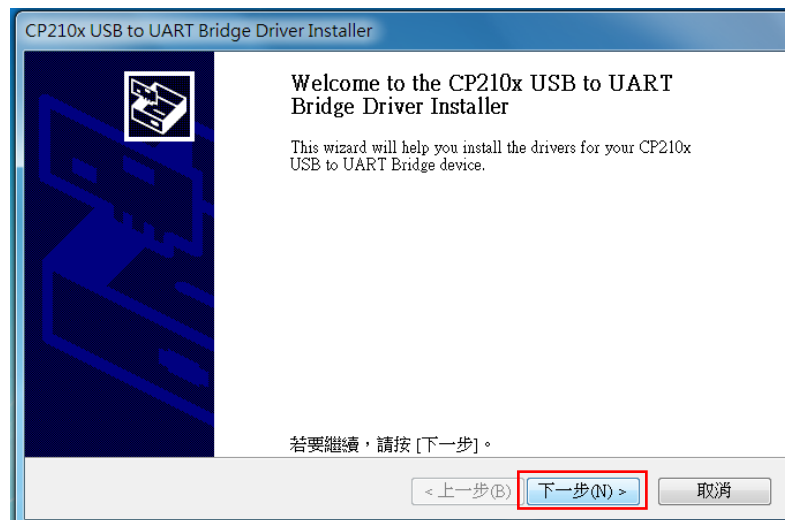 CP210x USB to UART Bridge Driver Installer
Welcome to the CP210x USB to UART
Bridge Driver Installer
This wizard will help you install the drivers for your CP210x
USB to UART Bridge device.
若要繼續，請按 [下一步]。
< 上一步(B)
下一步(N) >
取消